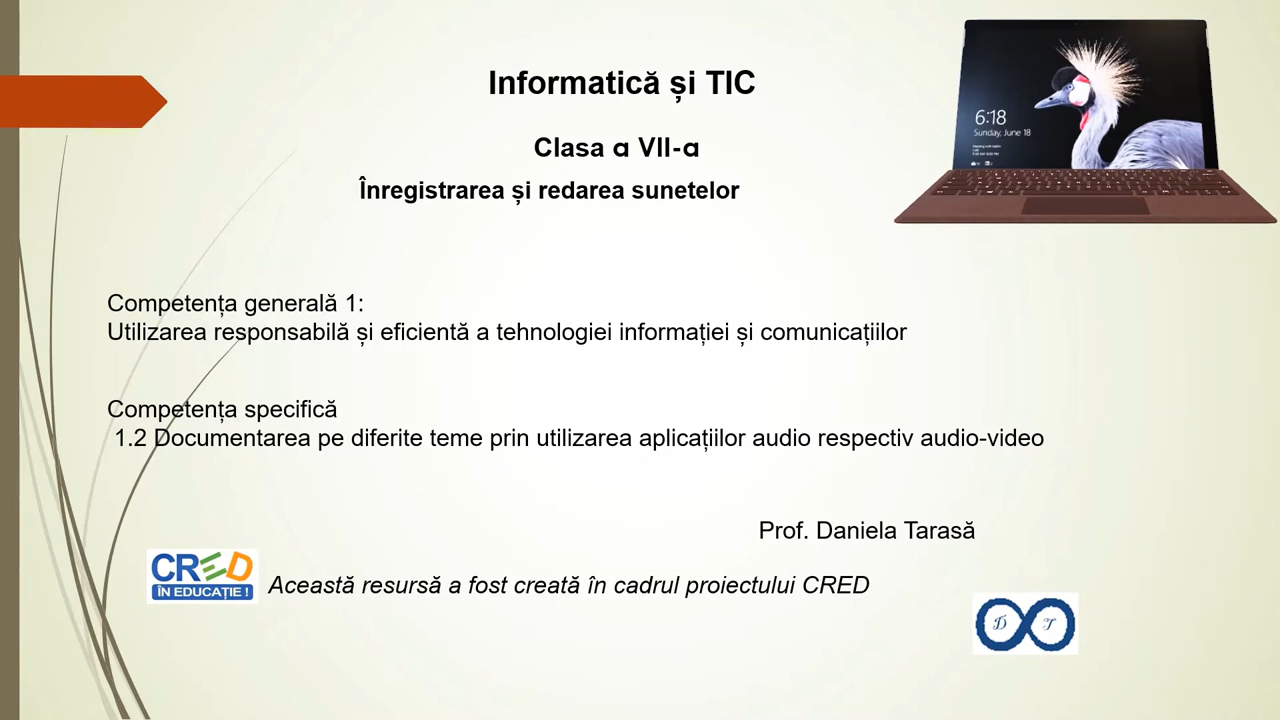 Informatică și TIC
Clasa a VII-a
Înregistrarea și redarea sunetelor
6:18
Sunday, June 18
Competența generală 1:
Utilizarea responsabilă și eficientă a tehnologiei informației și comunicațiilor
Competența specifică
1.2 Documentarea pe diferite teme prin utilizarea aplicațiilor audio respectiv audio-video
Prof. Daniela Tarasă
CRED
ÎN EDUCAȚIE !
Această resursă a fost creată în cadrul proiectului CRED
D T